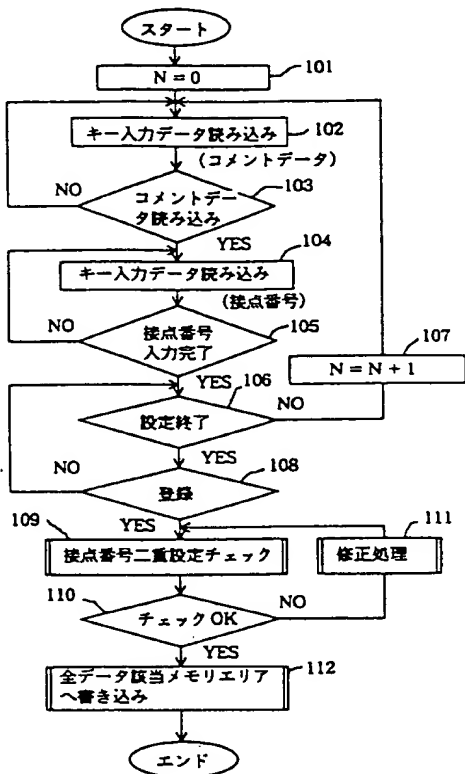 スタート
N=0
101
キー入力データ読み込み
102
(コメントデータ)
103
NO
コメントデー
タ読み込み
YES
104
キー入力データ読み込み
(接点番号)
NO
105
接点番号
入力完了
107
N=N+1
YES
106
設定終了
NO
YES
108
NO
登録
YES
109
111
接点番号二重設定チェック
修正処理
110
チェックOK
NO
YES
全データ該当メモリエリア
へ書き込み
112
エンド